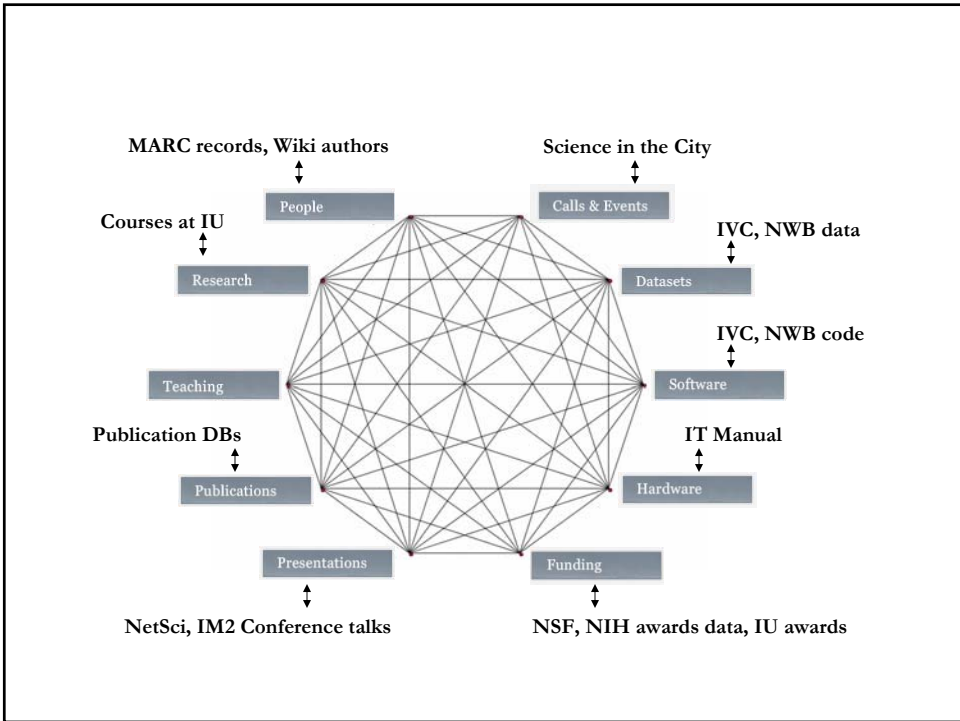 MARC records, Wiki authors
Science in the City
People
Calls & Events
Courses at IU
IVC, NWB data
Research
Datasets
IVC, NWB code
Teaching
Software
Publication DBs
IT Manual
Publications
Hardware
Presentations
Funding
NetSci, IM2 Conference talks
NSF, NIH awards data, IU awards